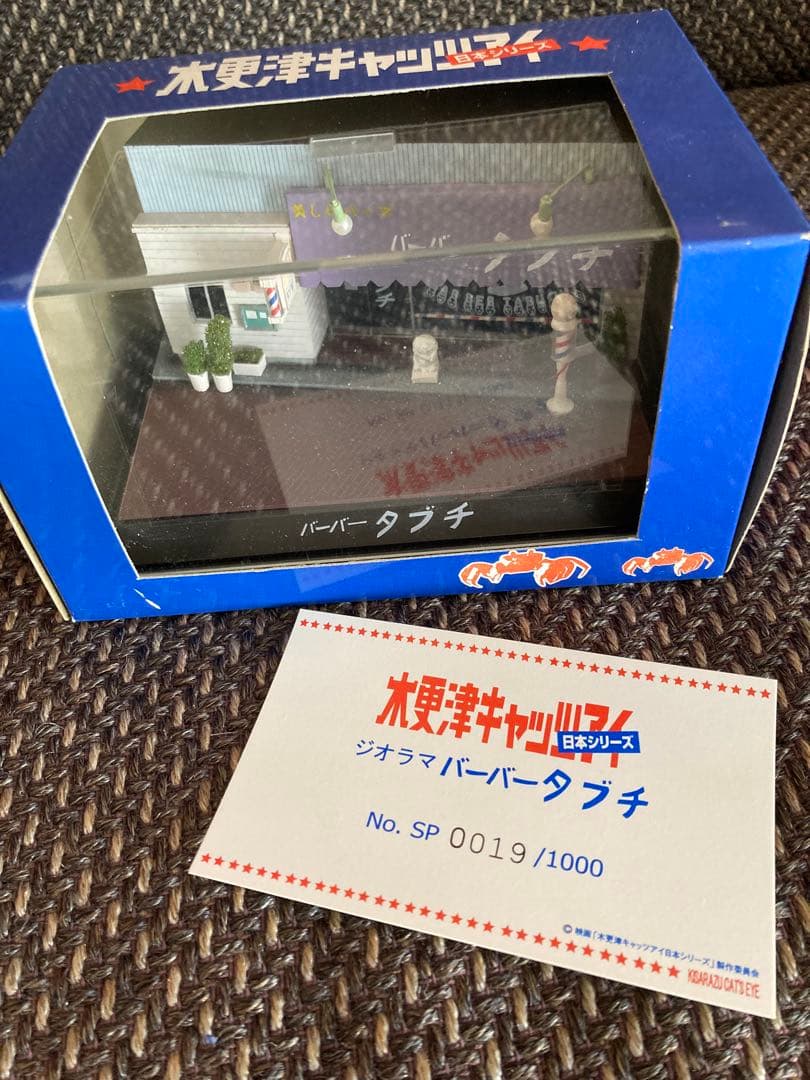 木更津キャッツアイ
日本シリーズ
バーバー タブチ
バーバー タブチ
木更津キャッツアイ
日本シリーズ
ジオラマ バーバータブチ
No. SP 0019 /1000
© 映画「木更津キャッツアイ日本シリーズ」製作委員会
KISARAZU CAT'S EYE